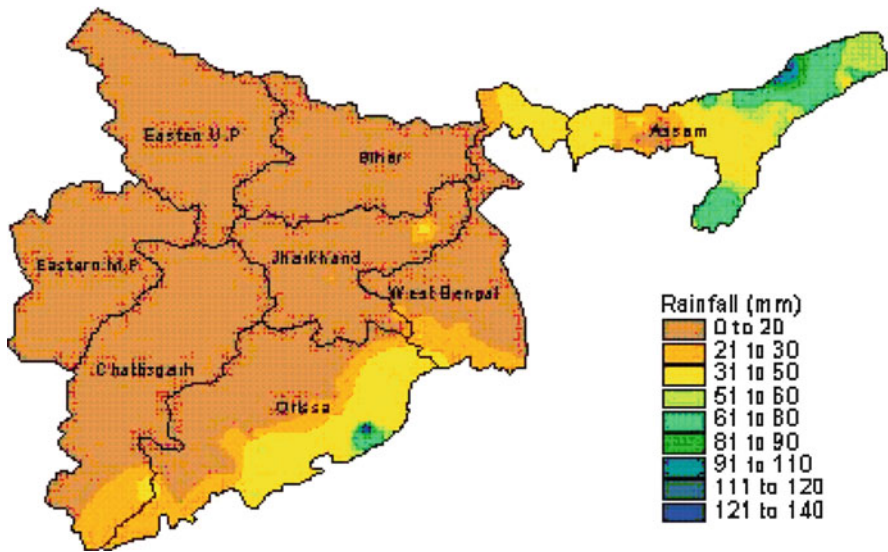 Eastern.U.P
Bihar
Assam
Eastern.M.P
Jharkhand
West Bengal
Chattisgarh
Orissa
Rainfall (mm)
0 to 20
21 to 30
31 to 50
51 to 60
61 to 80
81 to 90
91 to 110
111 to 120
121 to 140